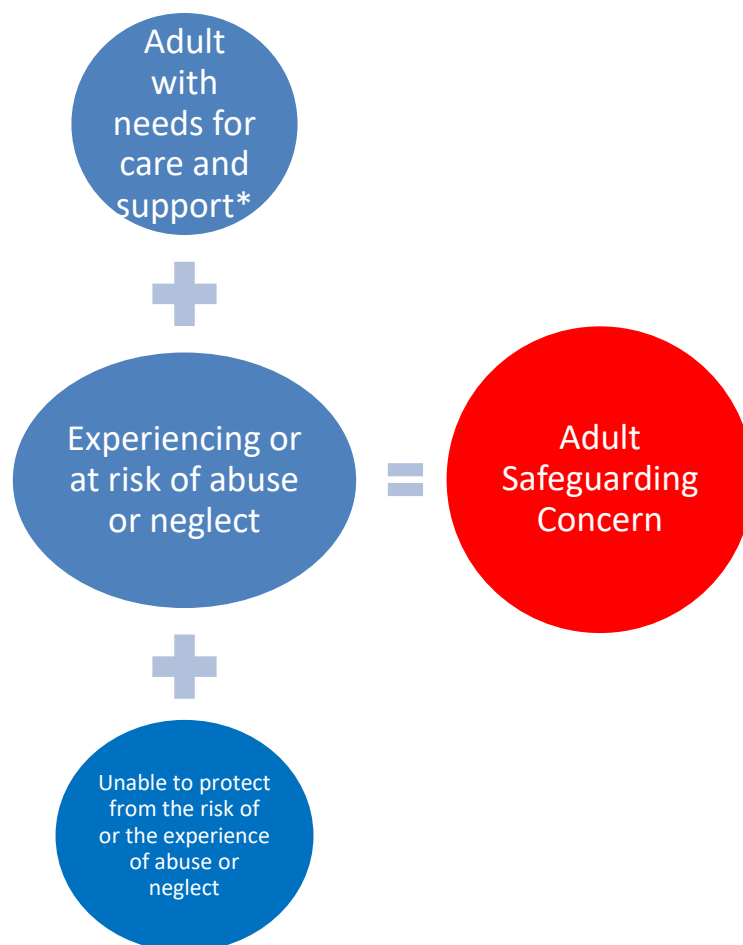 Adult
with
needs for
care and
support*
Experiencing or
at risk of abuse
or neglect
Adult
Safeguarding
Concern
Unable to protect
from the risk of
or the experience
of abuse or
neglect